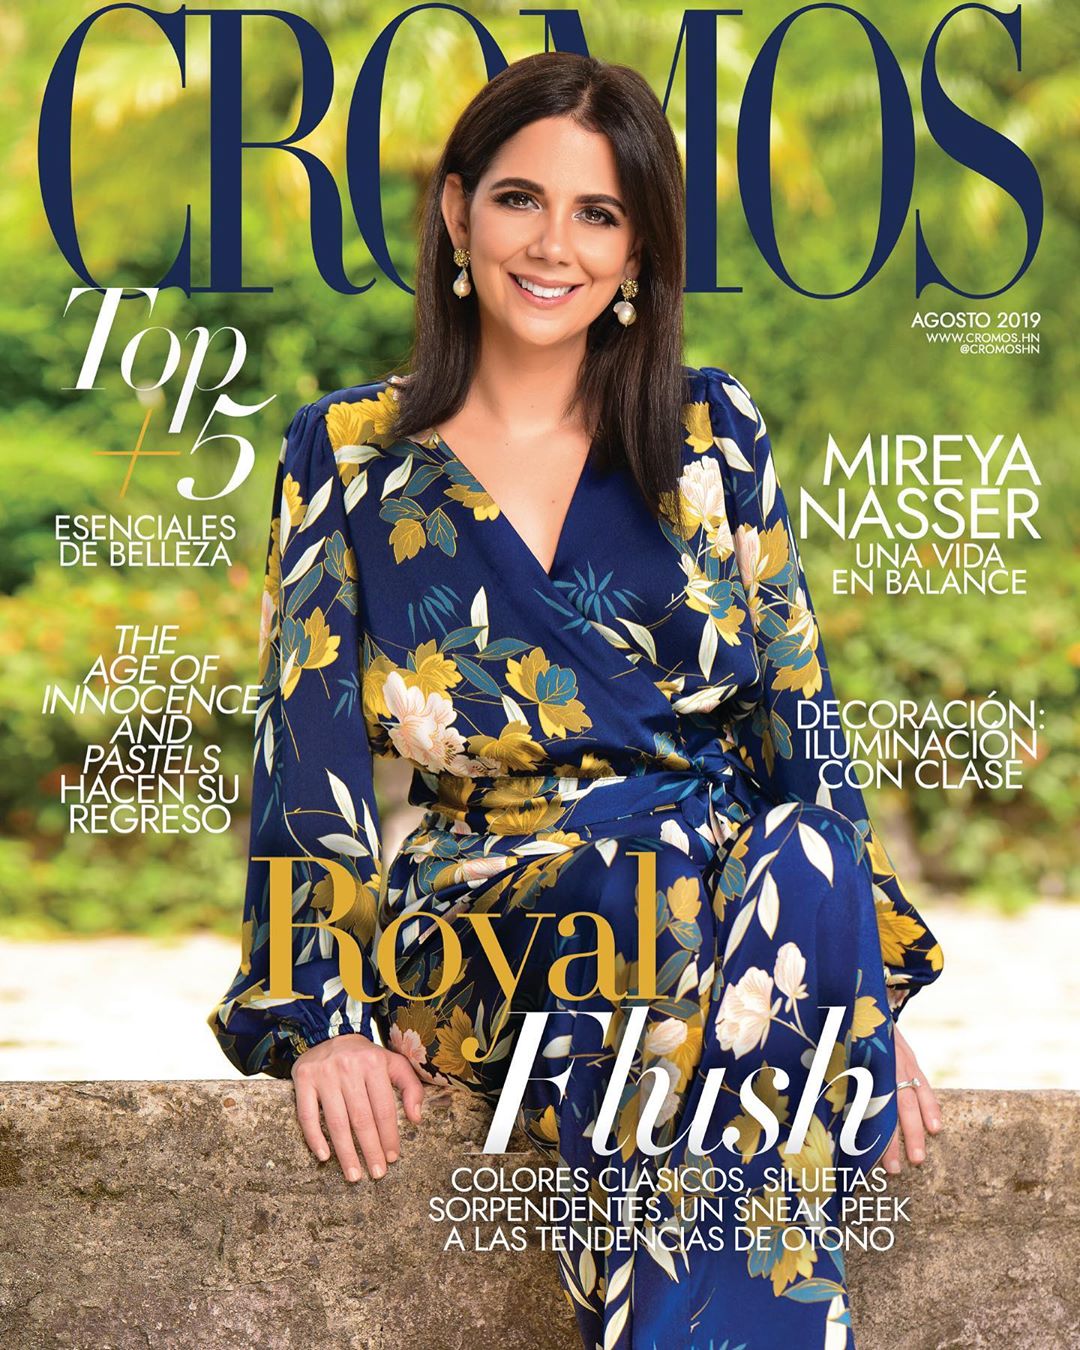 CROMOS
AGOSTO 2019
WWW.CROMOS.HN
@CROMOSHN
Top
+5
ESENCIALES
DE BELLEZA
MIREYA
NASSER
UNA VIDA
EN BALANCE
THE
AGE OF
INNOCENCE
AND
PASTELS
HACEN SU
REGRESO
DECORACIÓN:
ILUMINACIÓN
CON CLASE
Royal
Flush
COLORES CLÁSICOS, SILUETAS
SORPENDENTES. UN SNEAK PEEK
A LAS TENDENCIAS DE OTOÑO